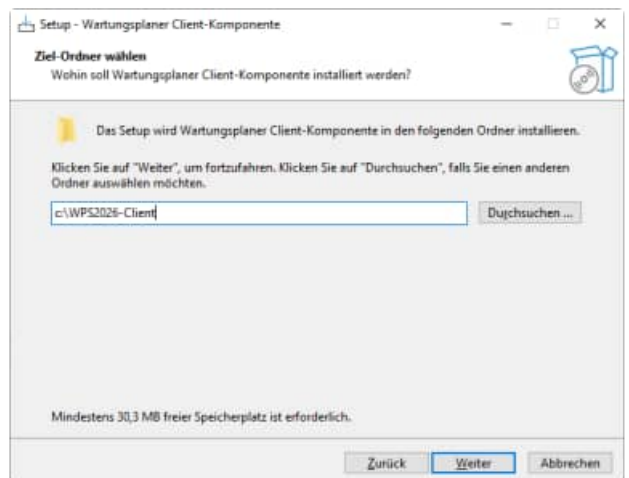 Setup - Wartungsplaner Client-Komponente
Ziel-Ordner wählen
Wohin soll Wartungsplaner Client-Komponente installiert werden?
Das Setup wird Wartungsplaner Client-Komponente in den folgenden Ordner installieren.
Klicken Sie auf "Weiter", um fortzufahren. Klicken Sie auf "Durchsuchen", falls Sie einen anderen
Ordner auswählen möchten.
c:\WPS2026-Client
Durchsuchen ...
Mindestens 30,3 MB freier Speicherplatz ist erforderlich.
Zurück
Weiter
Abbrechen